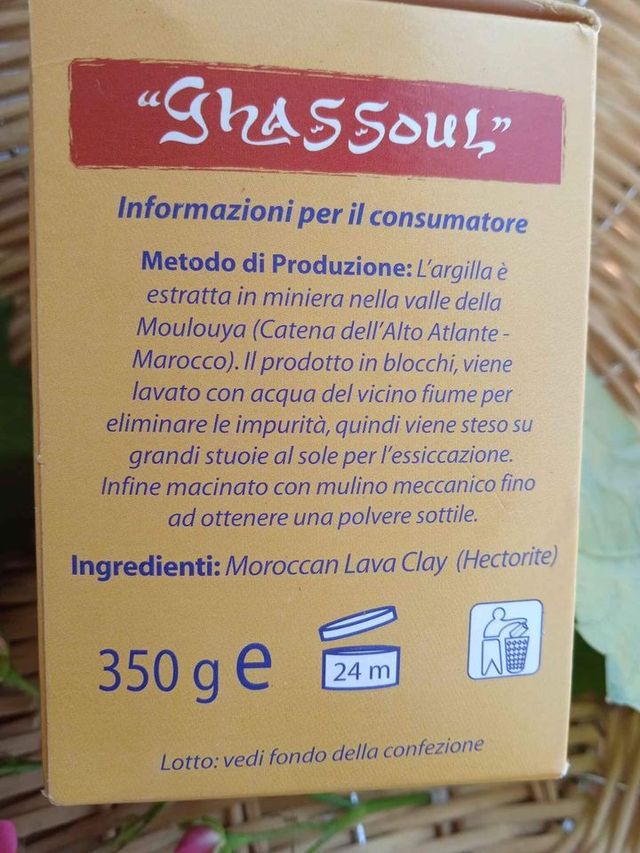 “Ghassoul”
Informazioni per il consumatore
Metodo di Produzione: L’argilla è
estratta in miniera nella valle della
Moulouya (Catena dell’Alto Atlante -
Marocco). Il prodotto in blocchi, viene
lavato con acqua del vicino fiume per
eliminare le impurità, quindi viene steso su
grandi stuoie al sole per l’essiccazione.
Infine macinato con mulino meccanico fino
ad ottenere una polvere sottile.
Ingredienti: Moroccan Lava Clay (Hectorite)
350 g e
24 m
Lotto: vedi fondo della confezione